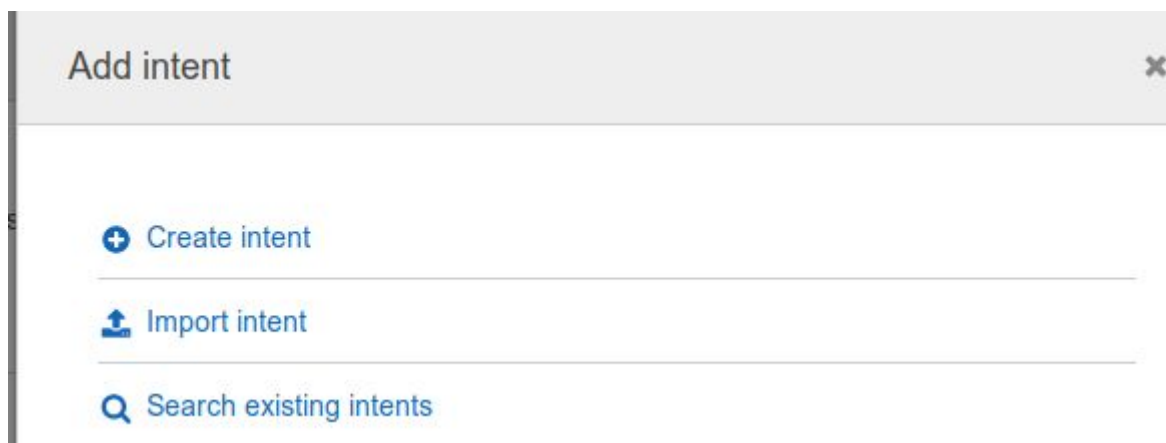 Add intent
Create intent
Import intent
Search existing intents